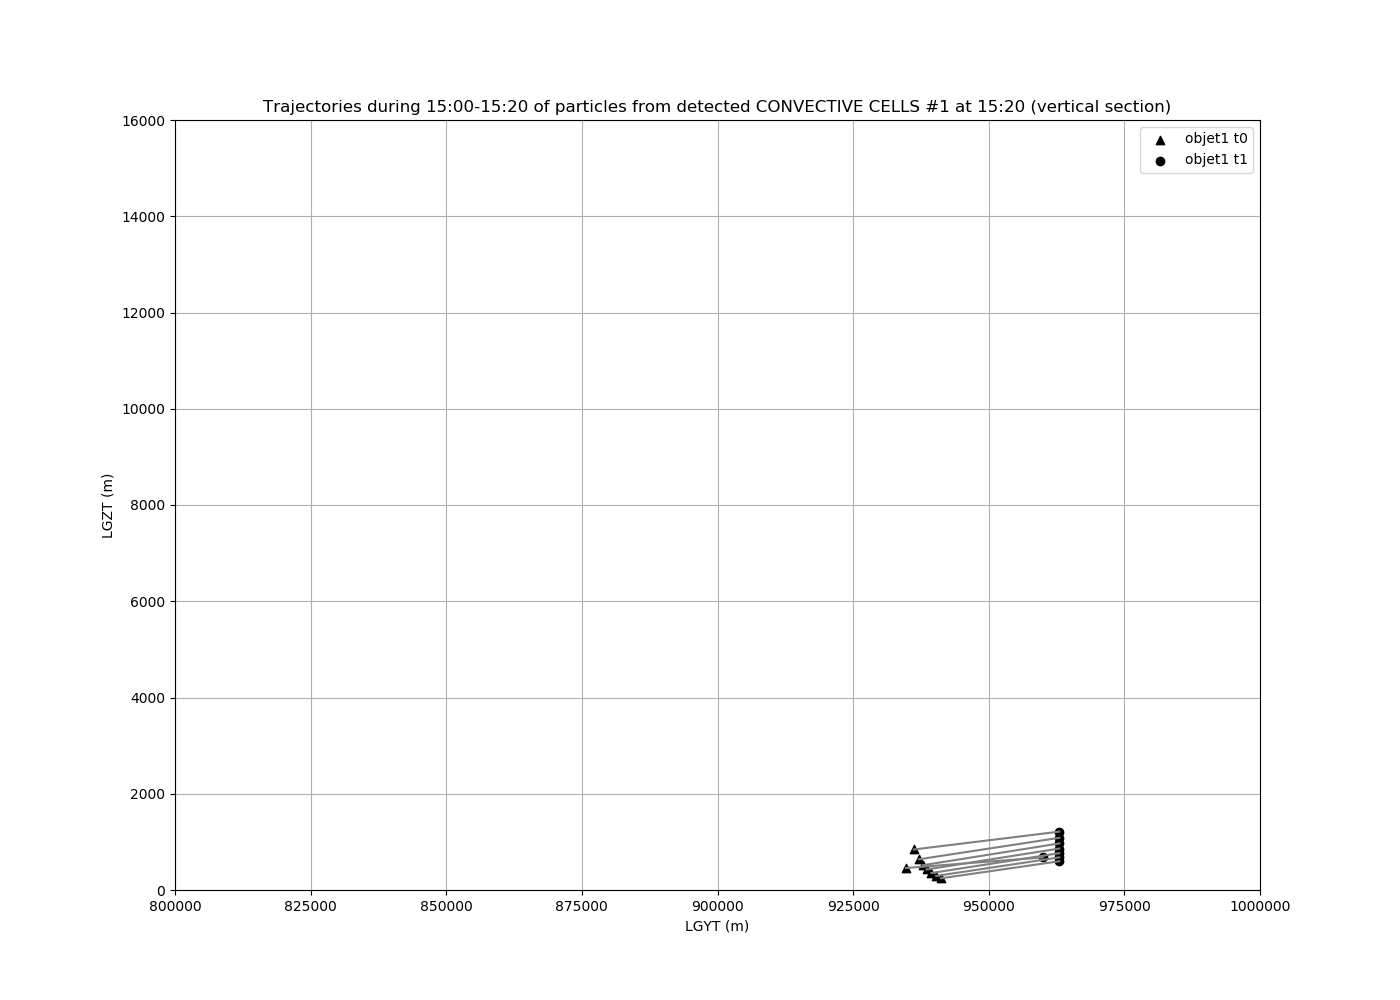 Trajectories during 15:00-15:20 of particles from detected CONVECTIVE CELLS #1 at 15:20 (vertical section)
objet1 t0
objet1 t1
16000
14000
12000
10000
8000
6000
4000
2000
0
LGZT (m)
800000 825000 850000 875000 900000 925000 950000 975000 1000000
LGYT (m)